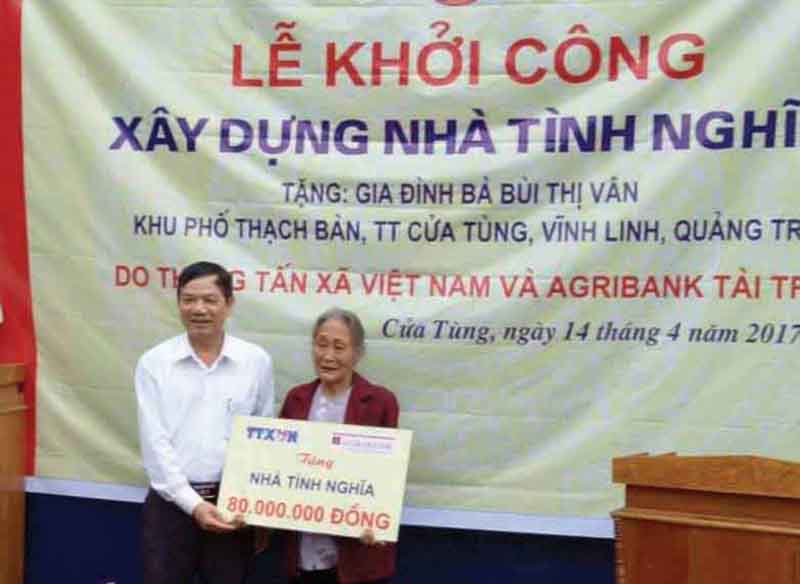 LỄ KHỞI CÔNG
XÂY DỰNG NHÀ TÌNH NGHĨ
TẶNG: GIA ĐÌNH BÀ BÙI THỊ VÂN
KHU PHỐ THẠCH BÀN, TT CỬA TÙNG, VĨNH LINH, QUẢNG TR
DO TH NG TẤN XÃ VIỆT NAM VÀ AGRIBANK TÀI TR
Cửa Tùng, ngày 14 tháng 4 năm 2017
TTXVN
Tặng
NHÀ TÌNH NGHĨA
80.000.000 ĐỒNG